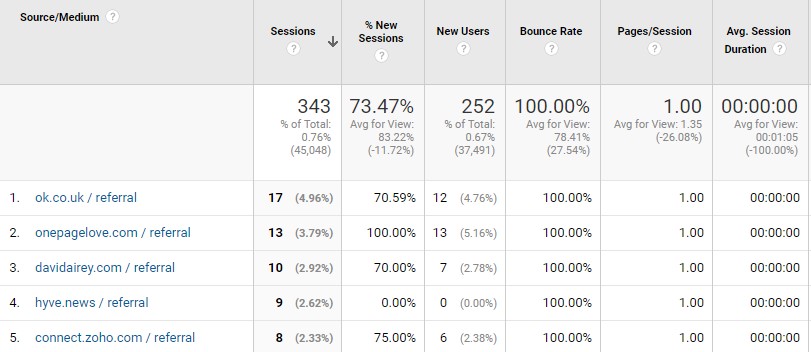 Source/Medium ? Sessions ? % New Sessions ? New Users ? Bounce Rate ? Pages/Session ? Avg. Session Duration ?
343 73.47% 252 100.00% 1.00 00:00:00
% of Total: 0.76% (45,048) Avg for View: 83.22% (-11.72%) % of Total: 0.67% (37,491) Avg for View: 78.41% (27.54%) Avg for View: 1.35 (-26.08%) Avg for View: 00:01:05 (-100.00%)
1. ok.co.uk / referral 17 (4.96%) 70.59% 12 (4.76%) 100.00% 1.00 00:00:00
2. onepagelove.com / referral 13 (3.79%) 100.00% 13 (5.16%) 100.00% 1.00 00:00:00
3. davidairey.com / referral 10 (2.92%) 70.00% 7 (2.78%) 100.00% 1.00 00:00:00
4. hyve.news / referral 9 (2.62%) 0.00% 0 (0.00%) 100.00% 1.00 00:00:00
5. connect.zoho.com / referral 8 (2.33%) 75.00% 6 (2.38%) 100.00% 1.00 00:00:00